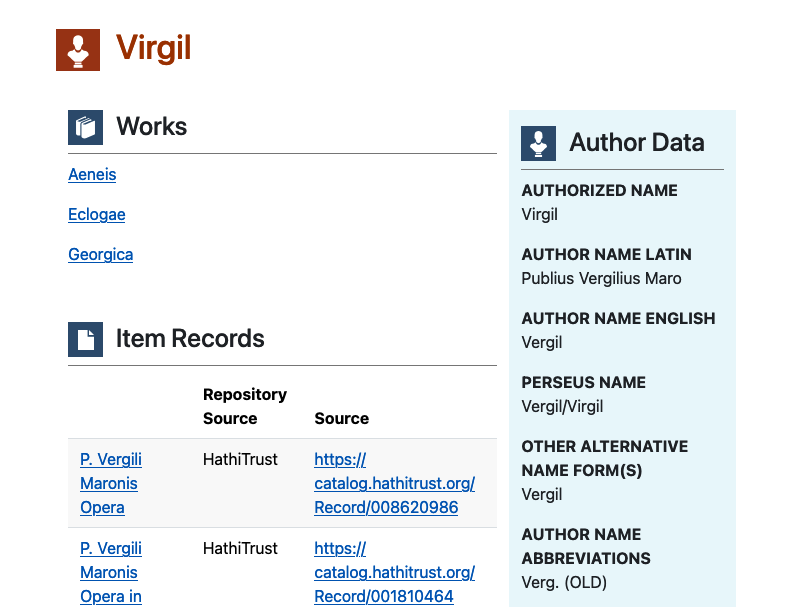 Virgil
Works
Aeneis
Eclogae
Georgica
Item Records
Repository
Source Source
P. Vergili HathiTrust https://
Maronis catalog.hathitrust.org/
Opera Record/008620986
P. Vergili HathiTrust https://
Maronis catalog.hathitrust.org/
Opera in Record/001810464
Author Data
AUTHORIZED NAME
Virgil
AUTHOR NAME LATIN
Publius Vergilius Maro
AUTHOR NAME ENGLISH
Vergil
PERSEUS NAME
Vergil/Virgil
OTHER ALTERNATIVE
NAME FORM(S)
Vergil
AUTHOR NAME
ABBREVIATIONS
Verg. (OLD)